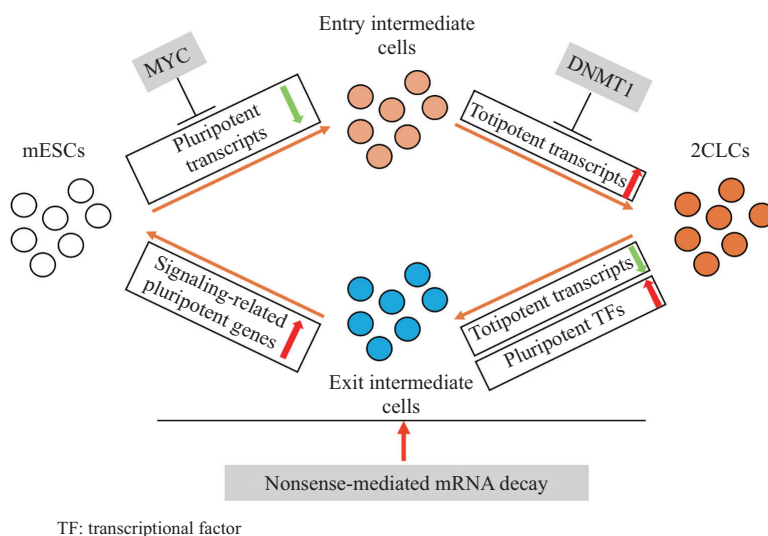 Entry intermediate
cells
MYC
DNMT1
Pluripotent
transcripts
Totipotent transcripts
mESCs
2CLCs
Signaling-related
pluripotent genes
Totipotent transcripts
Pluripotent TFs
Exit intermediate
cells
Nonsense-mediated mRNA decay
TF: transcriptional factor